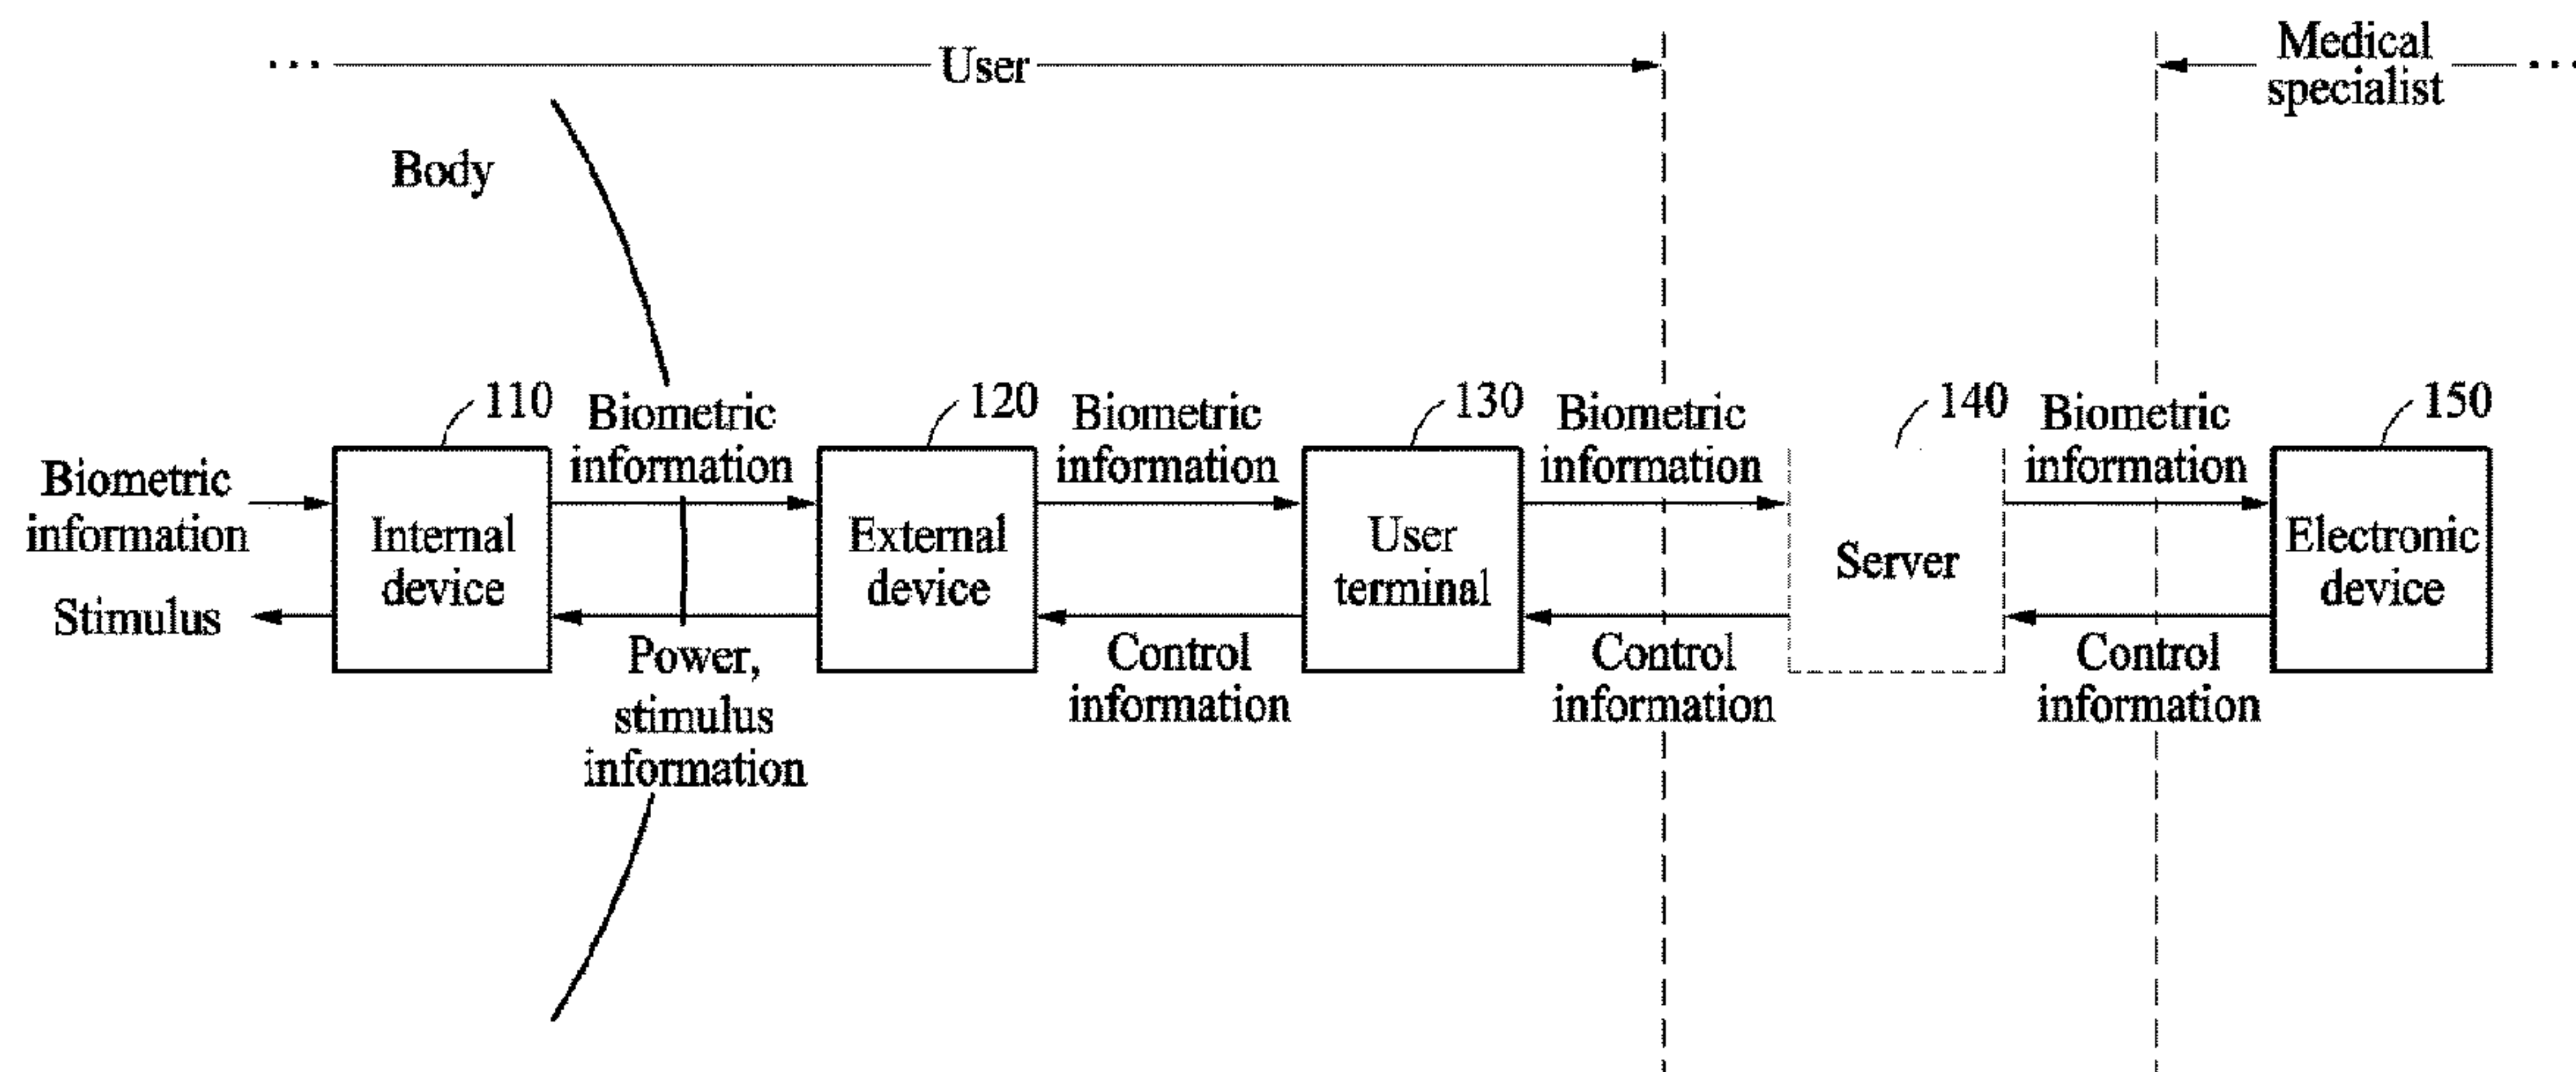 ... User
Medical
specialist ...
Body
110
Biometric
information
120
Biometric
information
130
Biometric
information
140
Biometric
information
150
Biometric
information
Internal
device
External
device
User
terminal
Server
Electronic
device
Stimulus
Power,
stimulus
information
Control
information
Control
information
Control
information